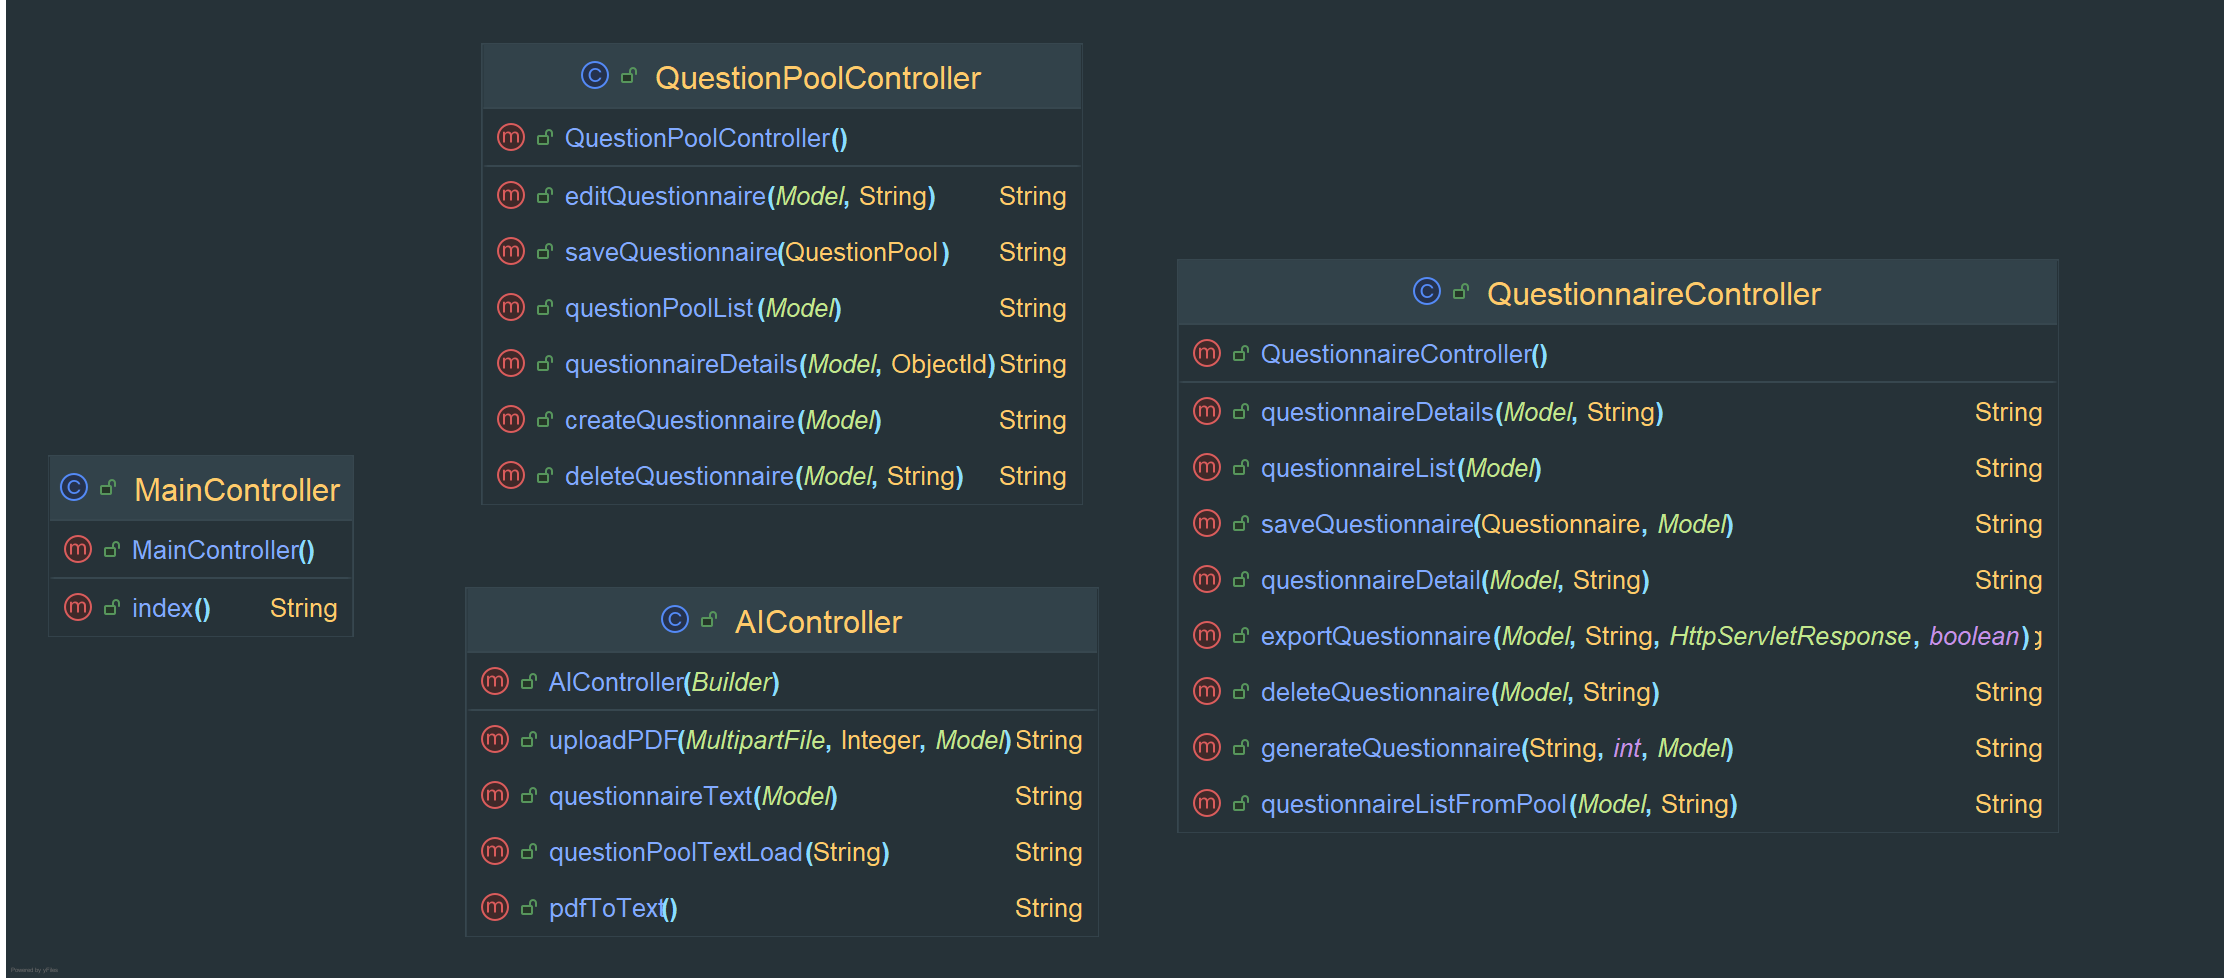 QuestionPoolController
QuestionPoolController()
editQuestionnaire(Model, String) String
saveQuestionnaire(QuestionPool) String
questionPoolList(Model) String
questionnaireDetails(Model, ObjectId) String
createQuestionnaire(Model) String
deleteQuestionnaire(Model, String) String
MainController
MainController()
index() String
AIController
AIController(Builder)
uploadPDF(MultipartFile, Integer, Model) String
questionnaireText(Model) String
questionPoolTextLoad(String) String
pdfToText() String
QuestionnaireController
QuestionnaireController()
questionnaireDetails(Model, String) String
questionnaireList(Model) String
saveQuestionnaire(Questionnaire, Model) String
questionnaireDetail(Model, String) String
exportQuestionnaire(Model, String, HttpServletResponse, boolean) g
deleteQuestionnaire(Model, String) String
generateQuestionnaire(String, int, Model) String
questionnaireListFromPool(Model, String) String
Powered by yFiles